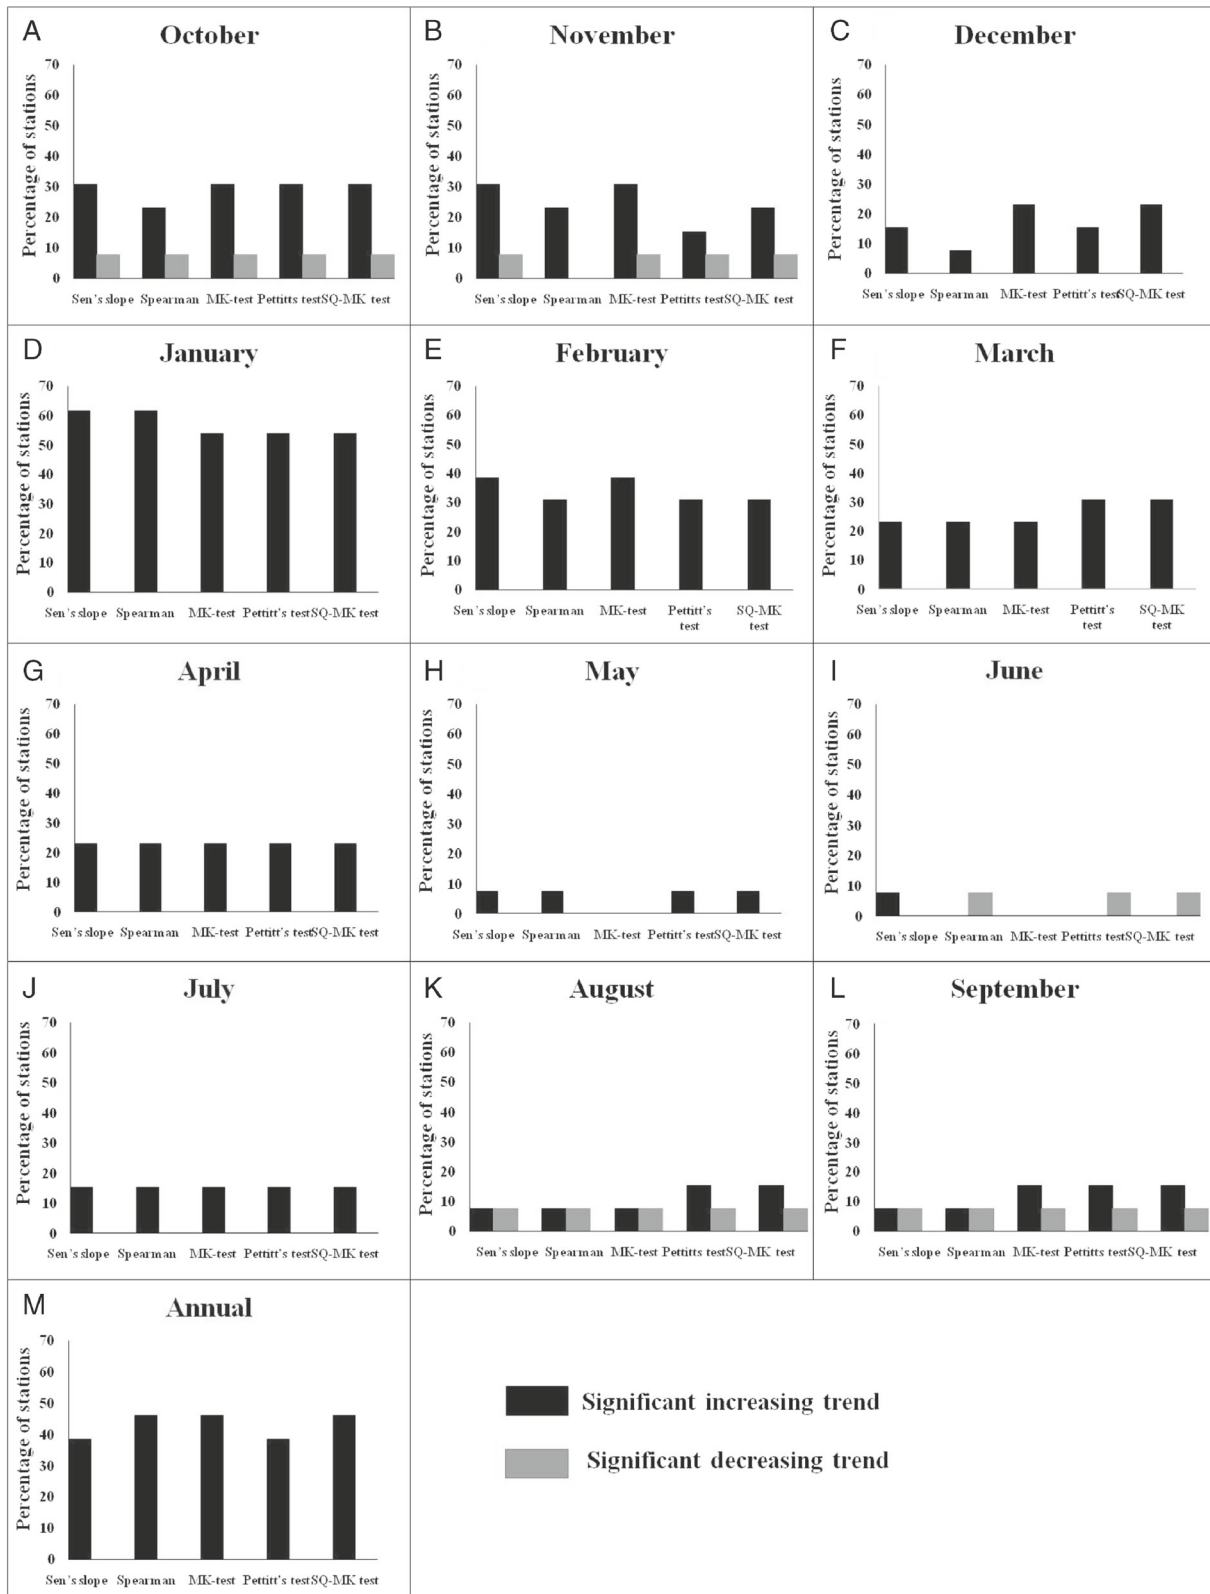 A
October
Percentage of stations
70
60
50
40
30
20
10
0
Sen's slope Spearman MK-test Pettitts test SQ-MK test
B
November
Percentage of stations
70
60
50
40
30
20
10
0
Sen's slope Spearman MK-test Pettitts test SQ-MK test
C
December
Percentage of stations
70
60
50
40
30
20
10
0
Sen's slope Spearman MK-test Pettitt's test SQ-MK test
D
January
Percentage of stations
70
60
50
40
30
20
10
0
Sen's slope Spearman MK-test Pettitt's test SQ-MK test
E
February
Percentage of stations
70
60
50
40
30
20
10
0
Sen's slope Spearman MK-test Pettitt's test SQ-MK test
F
March
Percentage of stations
70
60
50
40
30
20
10
0
Sen's slope Spearman MK-test Pettitt's test SQ-MK test
G
April
Percentage of stations
70
60
50
40
30
20
10
0
Sen's slope Spearman MK-test Pettitt's test SQ-MK test
H
May
Percentage of stations
70
60
50
40
30
20
10
0
Sen's slope Spearman MK-test Pettitt's test SQ-MK test
I
June
Percentage of stations
70
60
50
40
30
20
10
0
Sen's slope Spearman MK-test Pettitts test SQ-MK test
J
July
Percentage of stations
70
60
50
40
30
20
10
0
Sen's slope Spearman MK-test Pettitt's test SQ-MK test
K
August
Percentage of stations
70
60
50
40
30
20
10
0
Sen's slope Spearman MK-test Pettitts test SQ-MK test
L
September
Percentage of stations
70
60
50
40
30
20
10
0
Sen's slope Spearman MK-test Pettitts test SQ-MK test
M
Annual
Percentage of stations
70
60
50
40
30
20
10
0
Sen's slope Spearman MK-test Pettitt's test SQ-MK test
Significant increasing trend
Significant decreasing trend